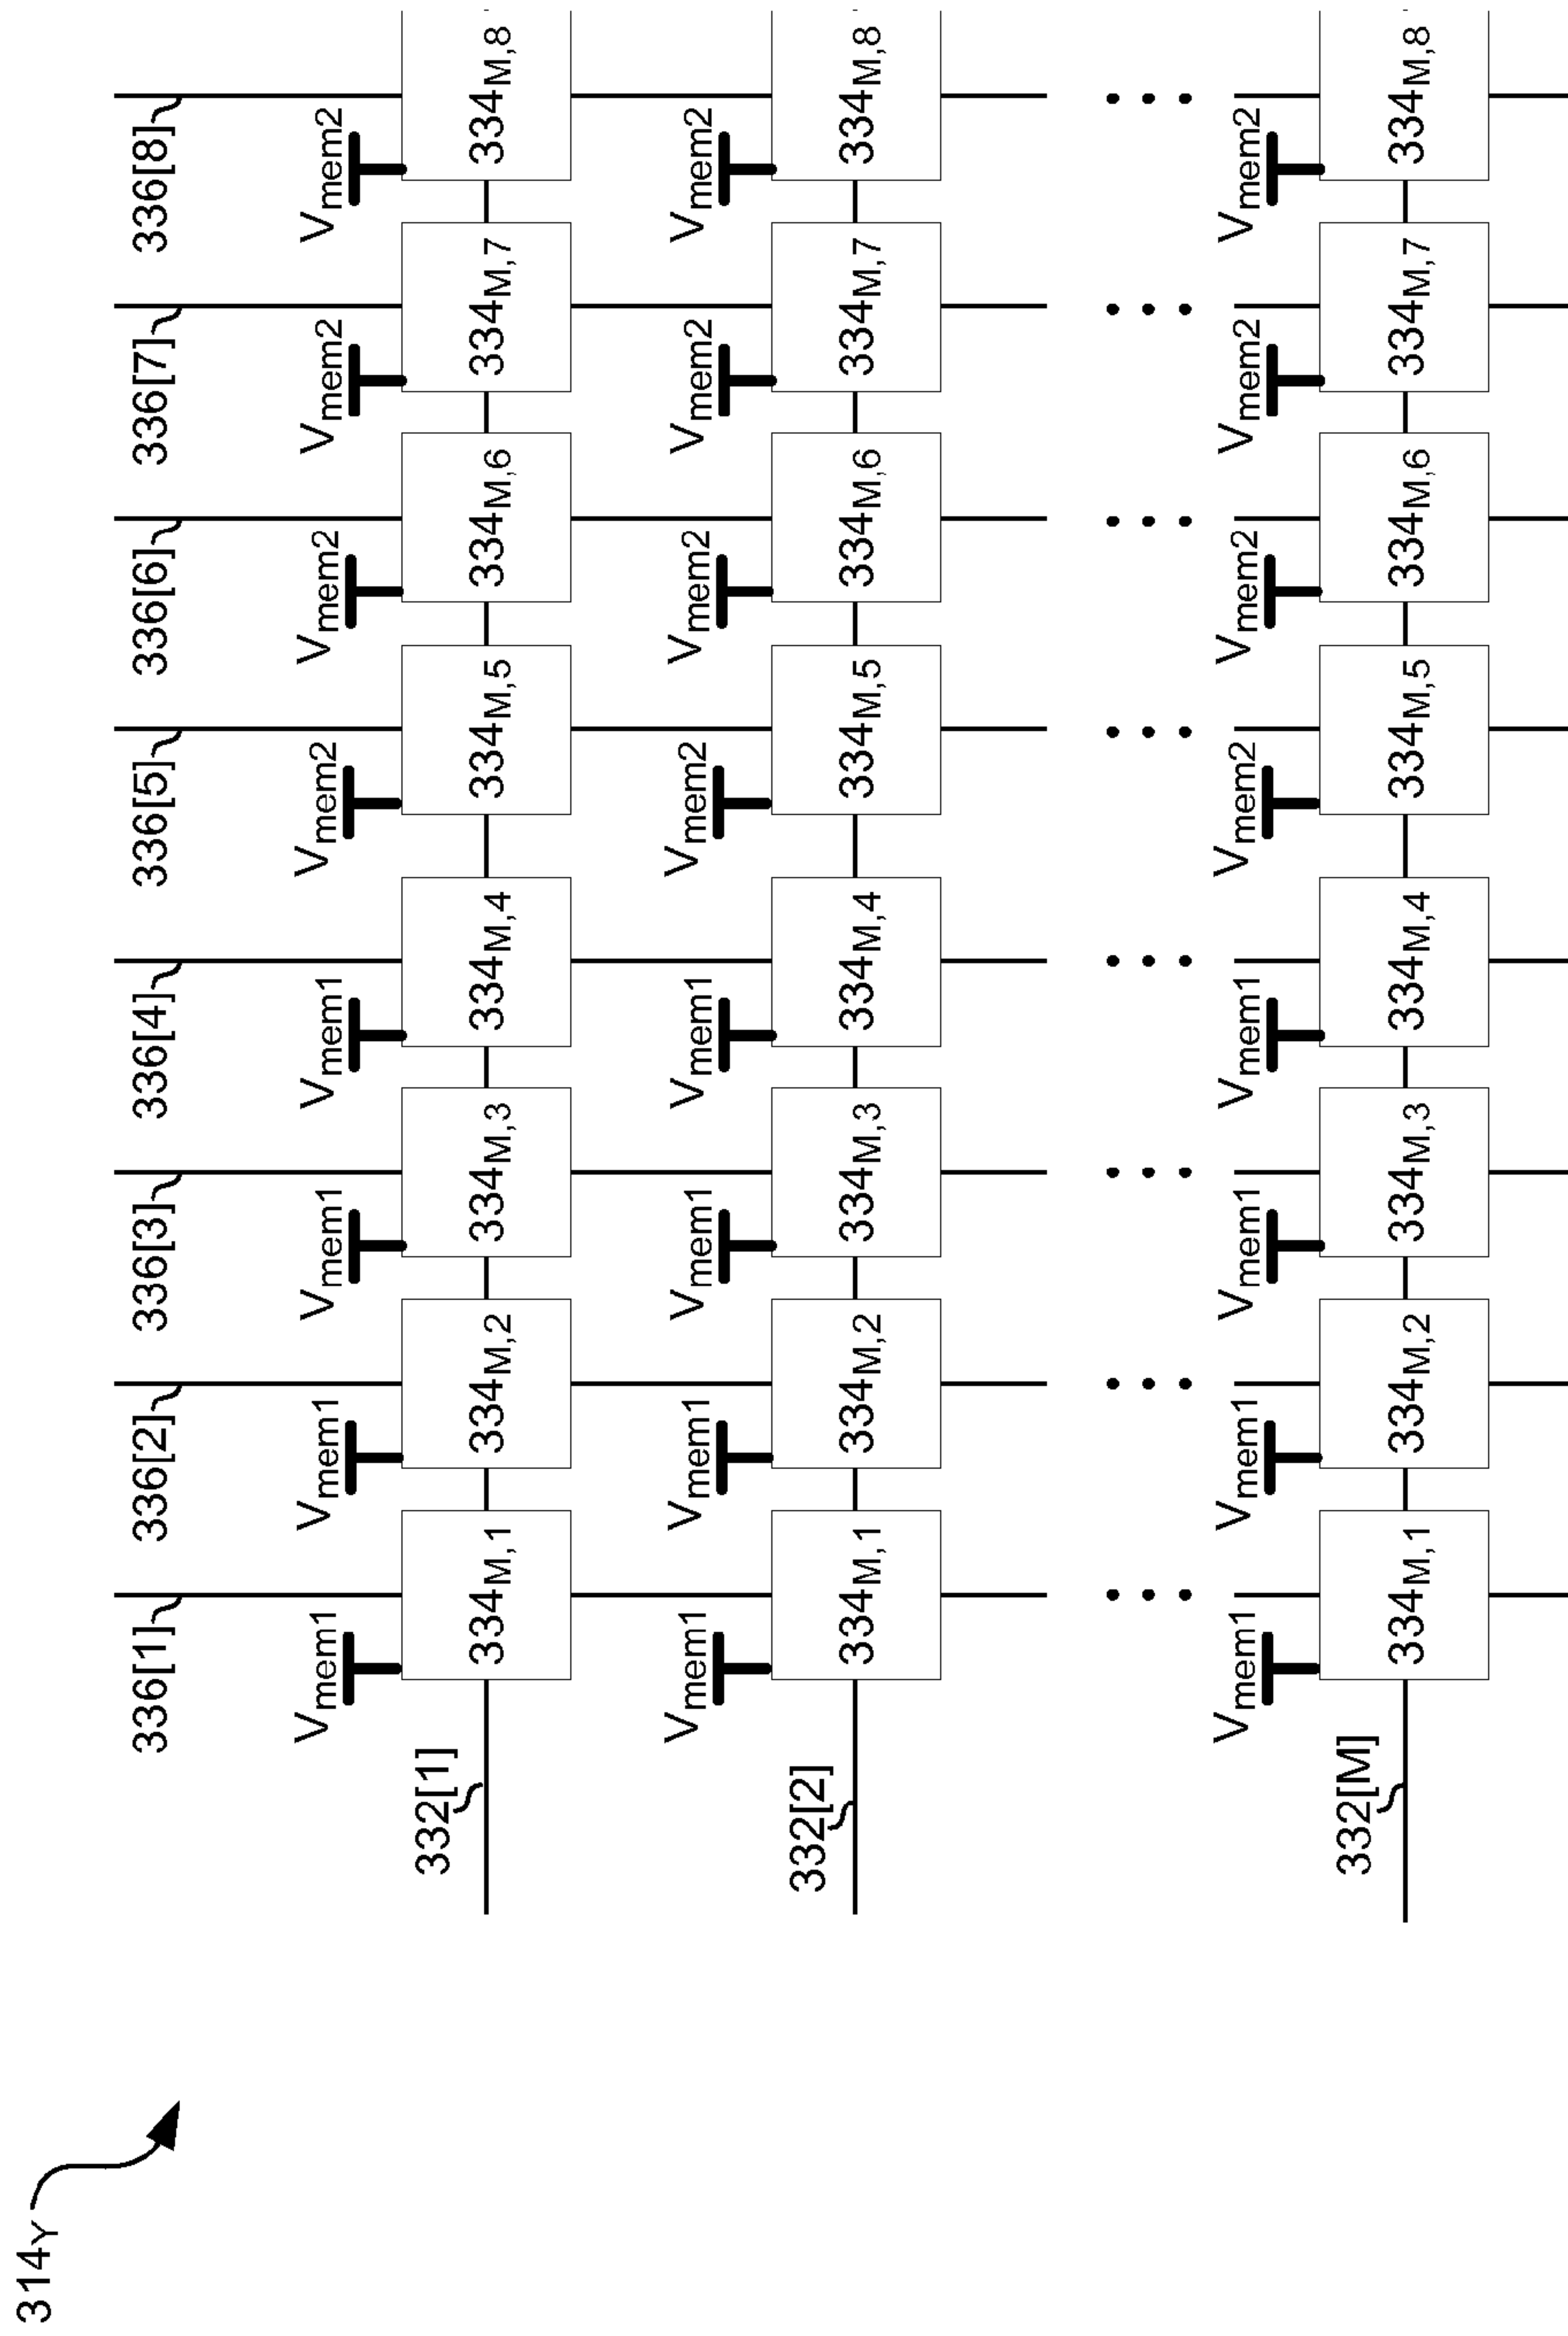 314Y
336[1] 336[2] 336[3] 336[4] 336[5] 336[6] 336[7] 336[8]
Vmem1 Vmem1 Vmem1 Vmem1 Vmem2 Vmem2 Vmem2 Vmem2
332[1] 334M,1 334M,2 334M,3 334M,4 334M,5 334M,6 334M,7 334M,8
Vmem1 Vmem1 Vmem1 Vmem1 Vmem2 Vmem2 Vmem2 Vmem2
332[2] 334M,1 334M,2 334M,3 334M,4 334M,5 334M,6 334M,7 334M,8
Vmem1 Vmem1 Vmem1 Vmem1 Vmem2 Vmem2 Vmem2 Vmem2
332[M] 334M,1 334M,2 334M,3 334M,4 334M,5 334M,6 334M,7 334M,8